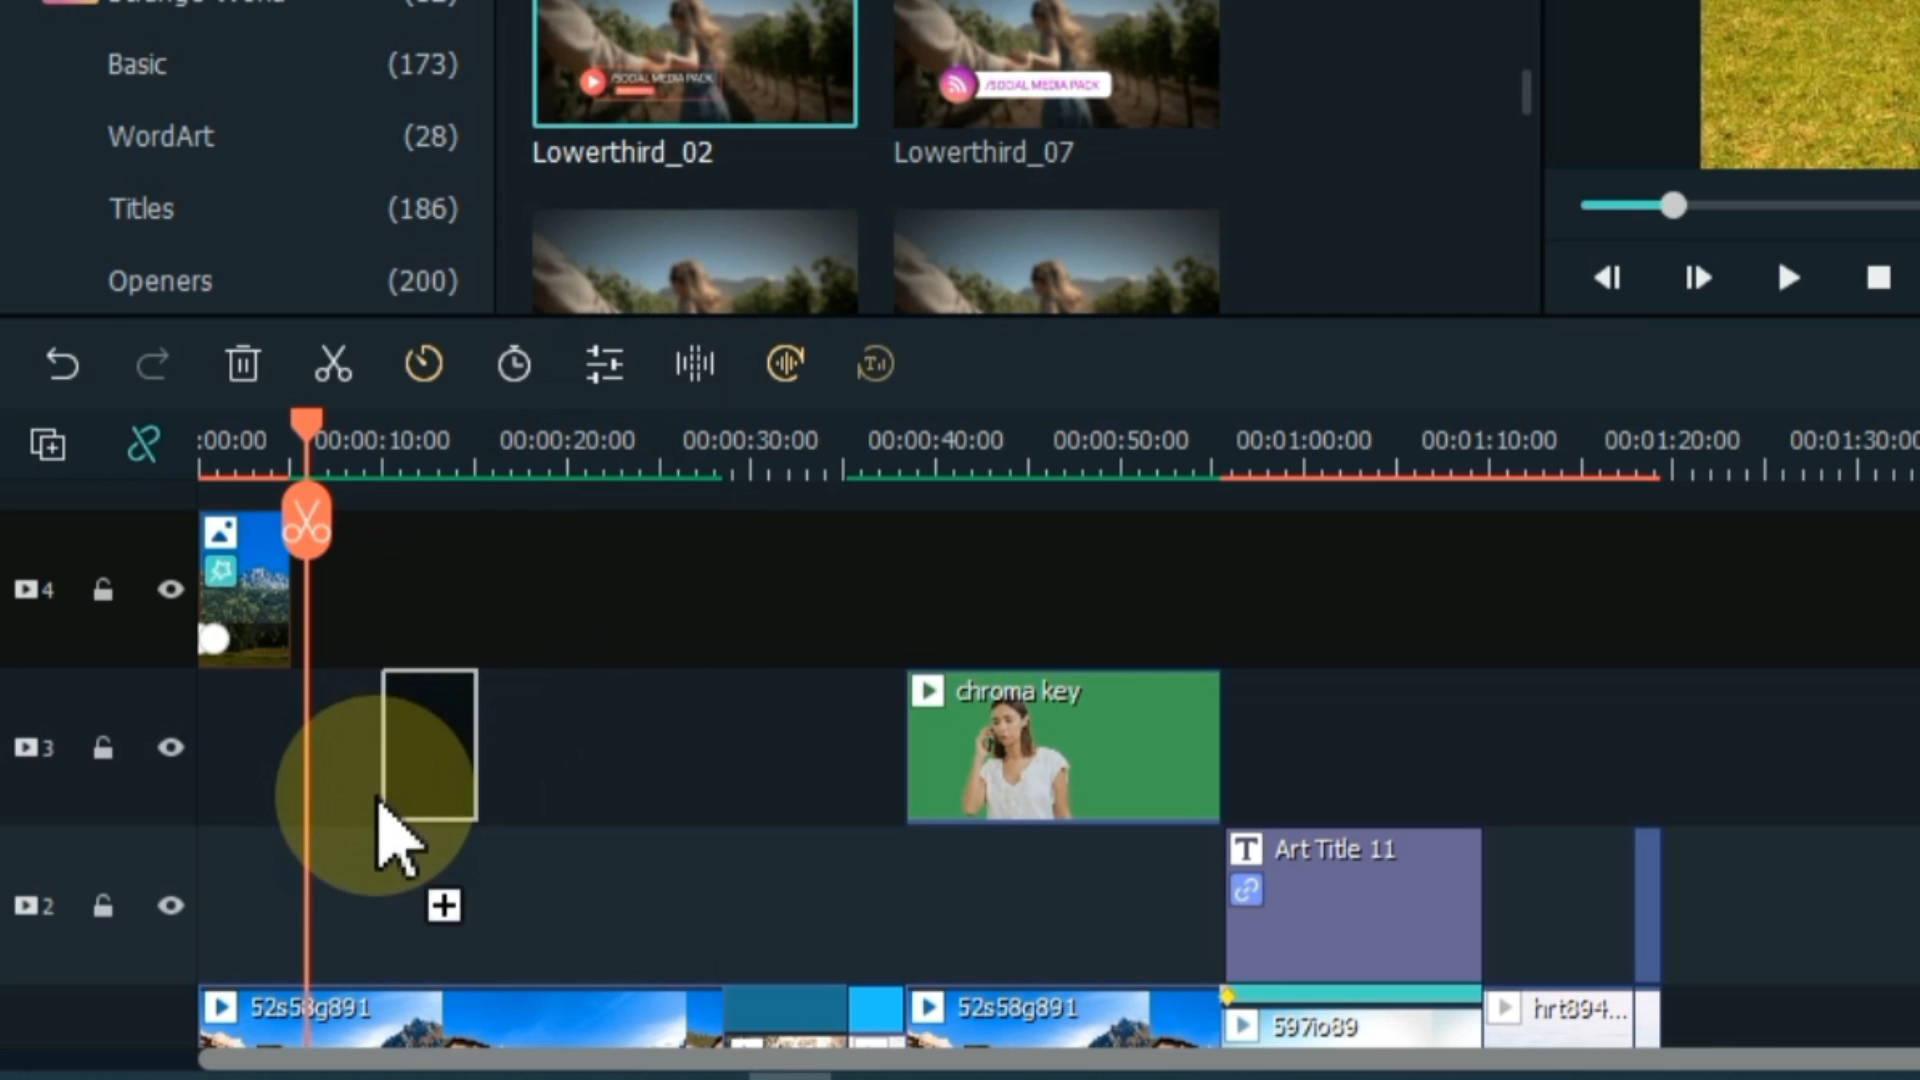 Basic (173)
WordArt (28)
Titles (186)
Openers (200)
/SOCIAL MEDIA PACK
/SOCIAL MEDIA PACK
Lowerthird_02
Lowerthird_07
:00:00 00:00:10:00 00:00:20:00 00:00:30:00 00:00:40:00 00:00:50:00 00:01:00:00 00:01:10:00 00:01:20:00 00:01:30:00
4
3
chroma key
2
T Art Title 11
52s58g891
52s58g891
597io89
hrt894...